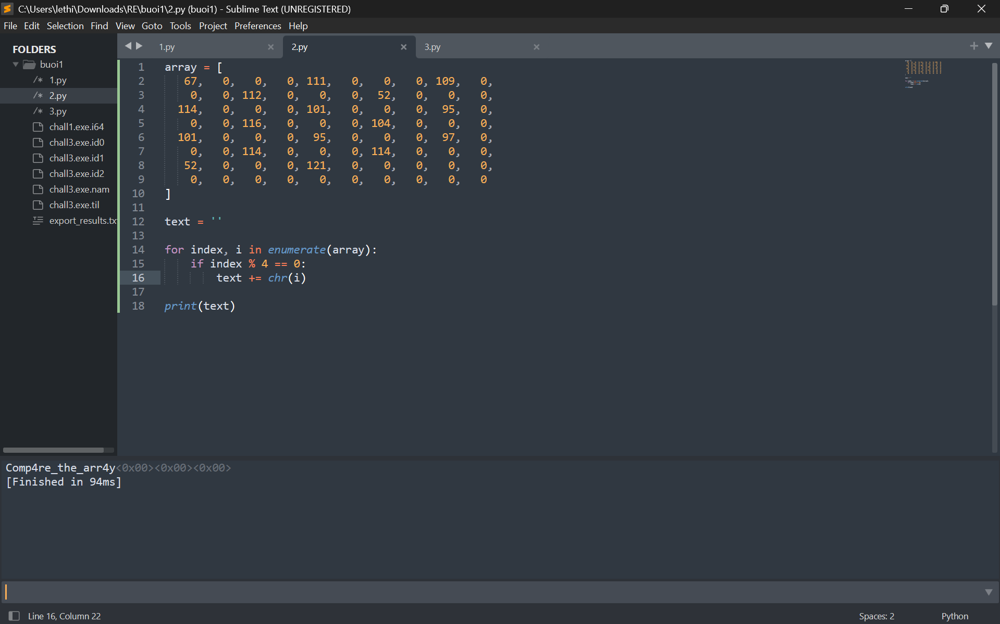 C:\Users\lethi\Downloads\RE\buoi1\2.py (buoi1) - Sublime Text (UNREGISTERED)
File Edit Selection Find View Goto Tools Project Preferences Help
FOLDERS
buoi1
/* 1.py
/* 2.py
/* 3.py
chall1.exe.i64
chall3.exe.id0
chall3.exe.id1
chall3.exe.id2
chall3.exe.nam
chall3.exe.til
export_results.tx
1.py 2.py 3.py
1 array = [
2 67, 0, 0, 0, 111, 0, 0, 0, 109, 0,
3 0, 0, 112, 0, 0, 0, 52, 0, 0, 0,
4 114, 0, 0, 0, 101, 0, 0, 0, 95, 0,
5 0, 0, 116, 0, 0, 0, 104, 0, 0, 0,
6 101, 0, 0, 0, 95, 0, 0, 0, 97, 0,
7 0, 0, 114, 0, 0, 0, 114, 0, 0, 0,
8 52, 0, 0, 0, 121, 0, 0, 0, 0, 0,
9 0, 0, 0, 0, 0, 0, 0, 0, 0, 0
10 ]
11
12 text = ''
13
14 for index, i in enumerate(array):
15 if index % 4 == 0:
16 text += chr(i)
17
18 print(text)
Comp4re_the_arr4y<0x00><0x00><0x00>
[Finished in 94ms]
Line 16, Column 22
Spaces: 2
Python